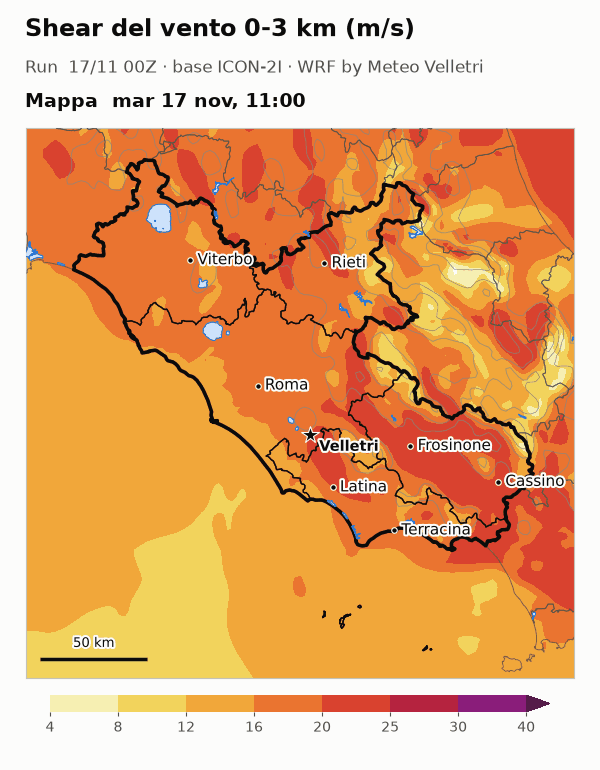 Shear del vento 0-3 km (m/s)
Run  17/11 00Z · base ICON-2I · WRF by Meteo Velletri
Mappa  mar 17 nov, 11:00
Viterbo
Rieti
Roma
Velletri
Frosinone
Cassino
Latina
Terracina
50 km
4 8 12 16 20 25 30 40